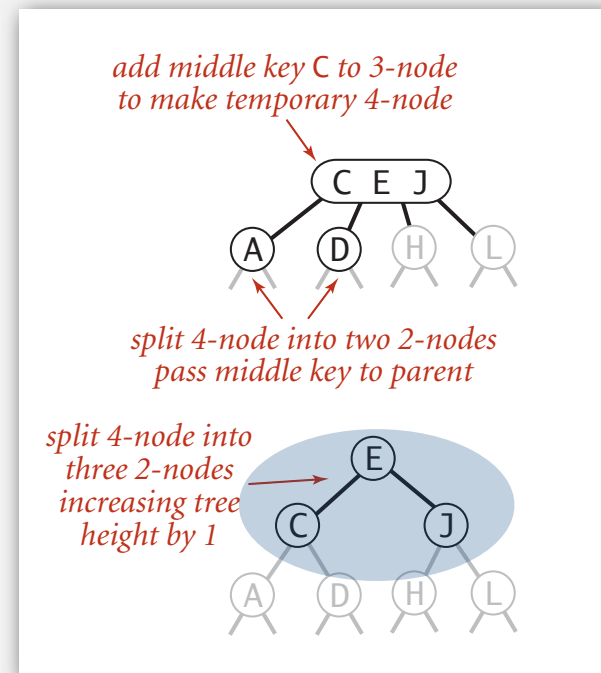 add middle key C to 3-node
to make temporary 4-node
C E J
A D H L
split 4-node into two 2-nodes
pass middle key to parent
split 4-node into
three 2-nodes
increasing tree
height by 1
E
C J
A D H L